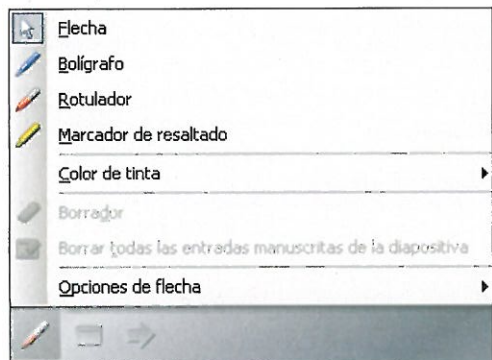 Flecha
Bolígrafo
Rotulador
Marcador de resaltado
Color de tinta
Borrador
Borrar todas las entradas manuscritas de la diapositiva
Opciones de flecha